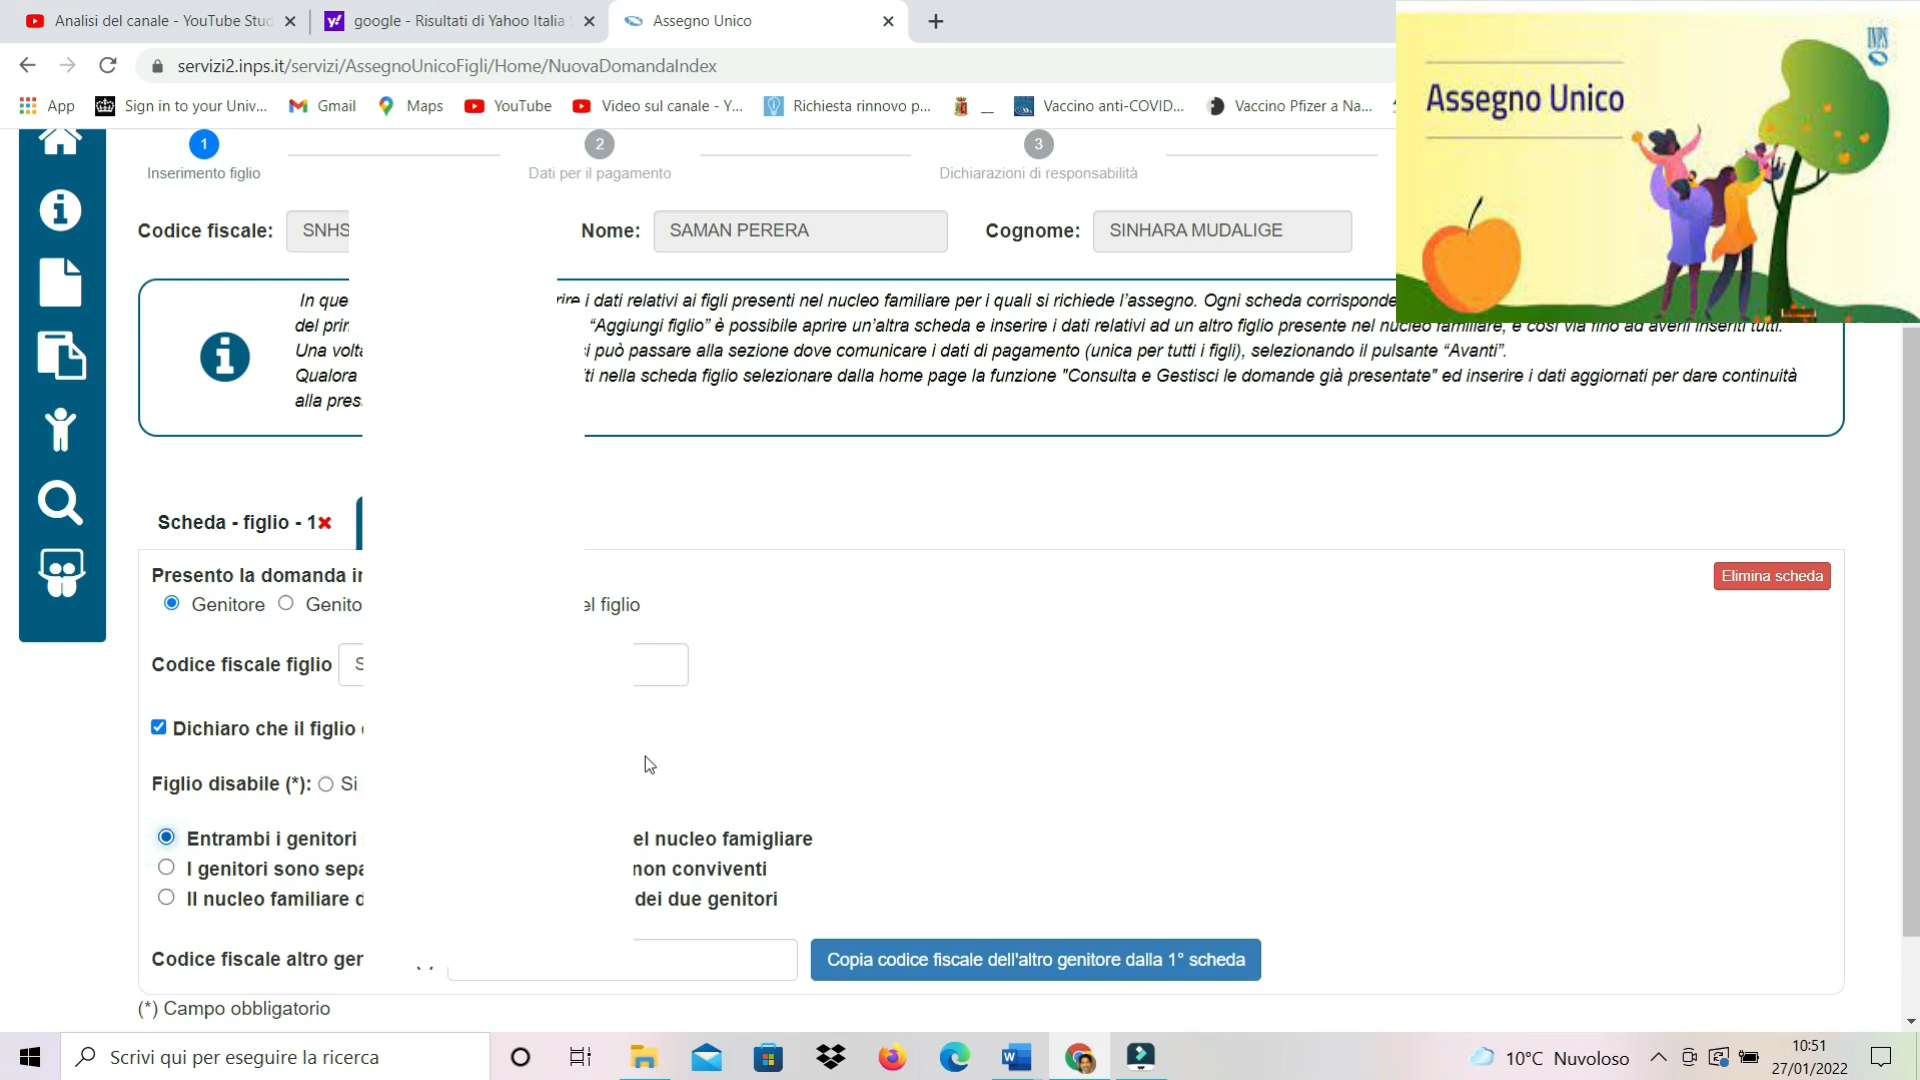 Analisi del canale - YouTube Stud
google - Risultati di Yahoo Italia
Assegno Unico
servizi2.inps.it/servizi/AssegnoUnicoFigli/Home/NuovaDomandaIndex
App
Sign in to your Univ...
Gmail
Maps
YouTube
Video sul canale - Y...
Richiesta rinnovo p...
Vaccino anti-COVID...
Vaccino Pfizer a Na...
INPS
Assegno Unico
1
2
3
Inserimento figlio
Dati per il pagamento
Dichiarazioni di responsabilità
Codice fiscale: SNHS
Nome: SAMAN PERERA
Cognome: SINHARA MUDALIGE
In que rire i dati relativi ai figli presenti nel nucleo familiare per i quali si richiede l'assegno. Ogni scheda corrisponde
del prin “Aggiungi figlio” è possibile aprire un'altra scheda e inserire i dati relativi ad un altro figlio presente nel nucleo familiare, e così via fino ad averli inseriti tutti.
Una volta si può passare alla sezione dove comunicare i dati di pagamento (unica per tutti i figli), selezionando il pulsante “Avanti”.
Qualora ti nella scheda figlio selezionare dalla home page la funzione "Consulta e Gestisci le domande già presentate" ed inserire i dati aggiornati per dare continuità
alla pres
Scheda - figlio - 1
Presento la domanda in
Elimina scheda
Genitore Genito el figlio
Codice fiscale figlio S
Dichiaro che il figlio
Figlio disabile (*): Si
Entrambi i genitori el nucleo famigliare
I genitori sono sepa non conviventi
Il nucleo familiare d dei due genitori
Codice fiscale altro gen
Copia codice fiscale dell'altro genitore dalla 1° scheda
(*) Campo obbligatorio
Scrivi qui per eseguire la ricerca
10°C Nuvoloso
10:51
27/01/2022